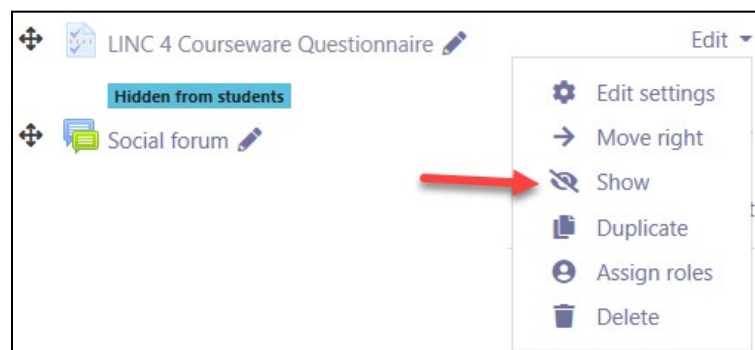 LINC 4 Courseware Questionnaire
Edit
Hidden from students
Social forum
Edit settings
Move right
Show
Duplicate
Assign roles
Delete